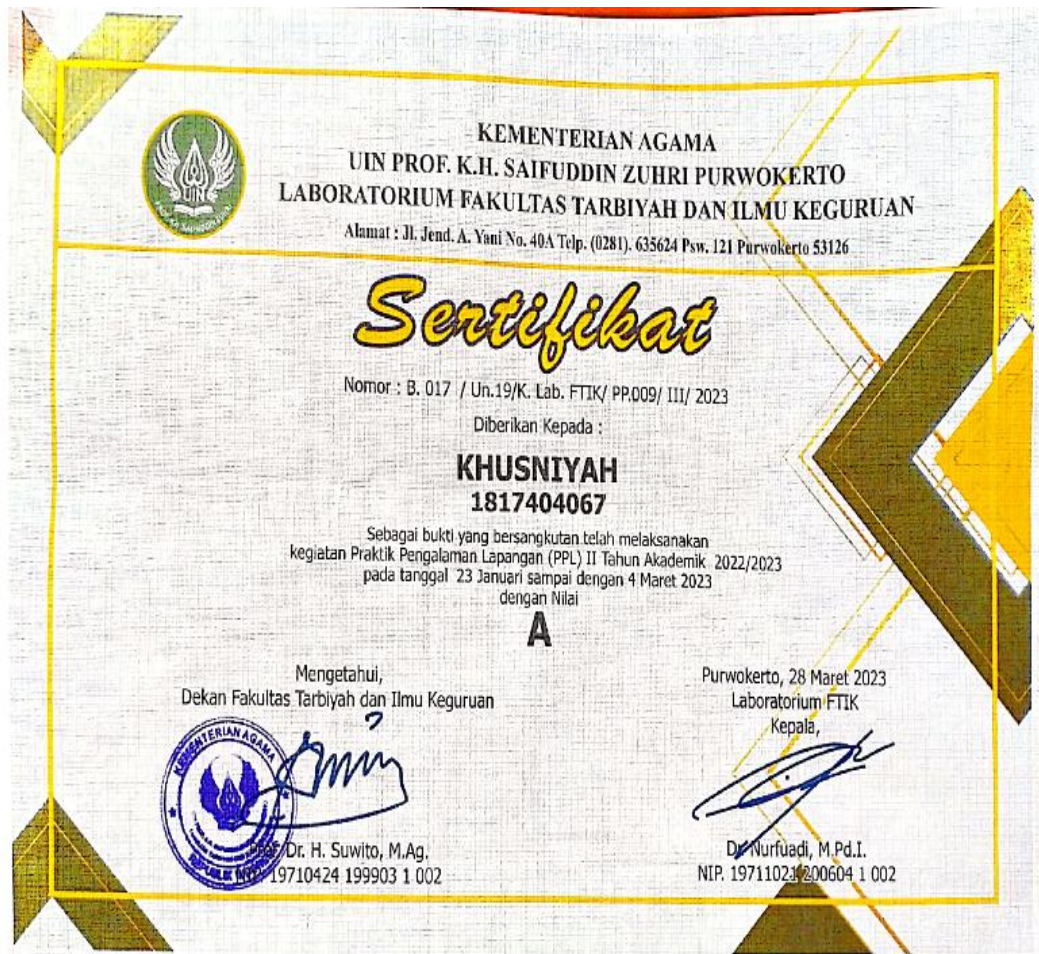 KEMENTERIAN AGAMA
UIN PROF. K.H. SAIFUDDIN ZUHRI PURWOKERTO
LABORATORIUM FAKULTAS TARBIYAH DAN ILMU KEGURUAN
Alamat : Jl. Jend. A. Yani No. 40A Telp. (0281). 635624 Psw. 121 Purwokerto 53126
UIN
Sertifikat
Nomor : B. 017 / Un.19/K. Lab. FTIK/ PP.009/ III/ 2023
Diberikan Kepada :
KHUSNIYAH
1817404067
Sebagai bukti yang bersangkutan telah melaksanakan
kegiatan Praktik Pengalaman Lapangan (PPL) II Tahun Akademik 2022/2023
pada tanggal 23 Januari sampai dengan 4 Maret 2023
dengan Nilai
A
Mengetahui,
Dekan Fakultas Tarbiyah dan Ilmu Keguruan
KEMENTERIAN AGAMA
REPUBLIK
Prof. Dr. H. Suwito, M.Ag.
NIP. 19710424 199903 1 002
Purwokerto, 28 Maret 2023
Laboratorium FTIK
Kepala,
Dr. Nurfuadi, M.Pd.I.
NIP. 19711021 200604 1 002